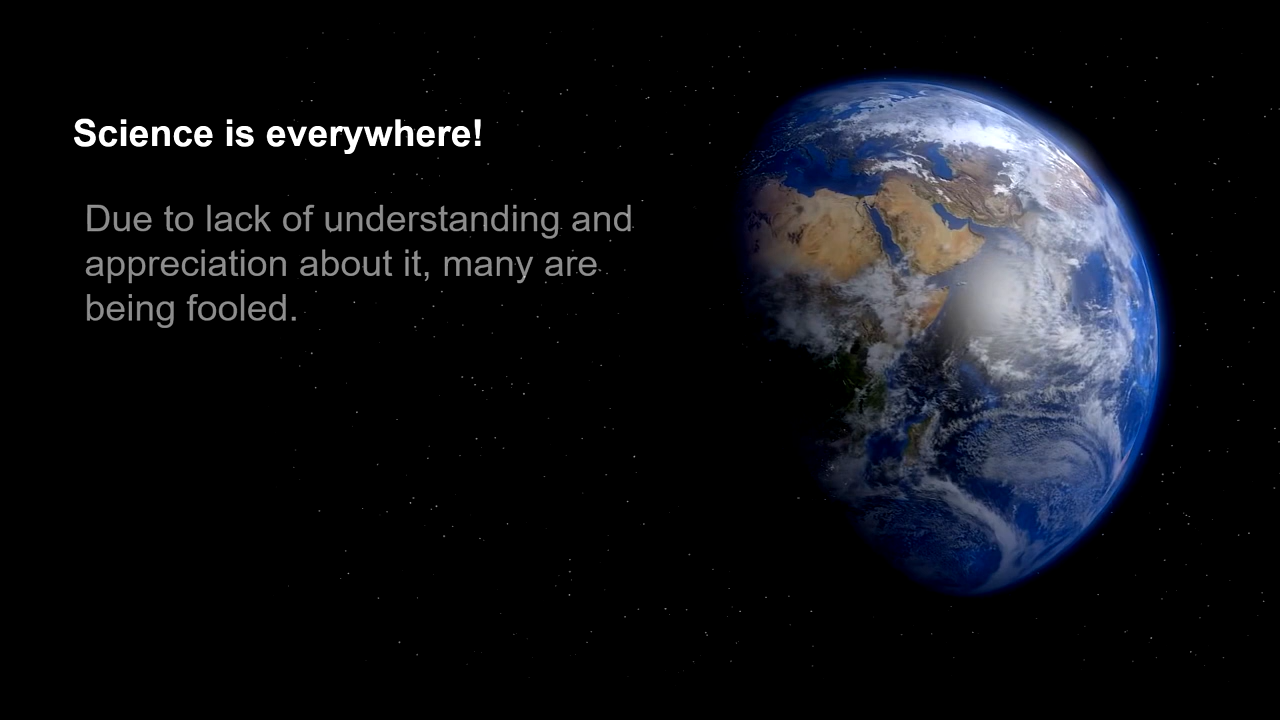 Science is everywhere!
Due to lack of understanding and
appreciation about it, many are
being fooled.